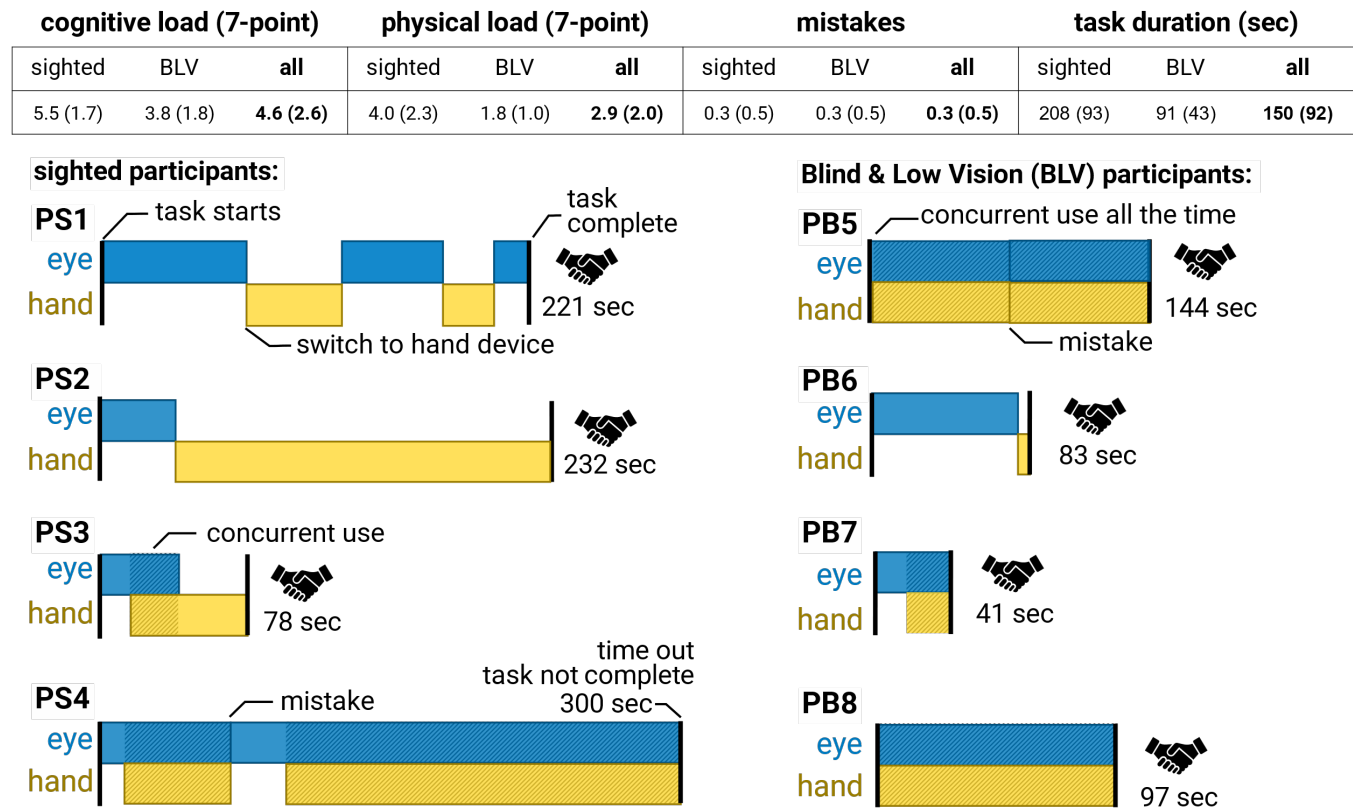 cognitive load (7-point) physical load (7-point) mistakes task duration (sec)
sighted BLV all sighted BLV all sighted BLV all sighted BLV all
5.5 (1.7) 3.8 (1.8) 4.6 (2.6) 4.0 (2.3) 1.8 (1.0) 2.9 (2.0) 0.3 (0.5) 0.3 (0.5) 0.3 (0.5) 208 (93) 91 (43) 150 (92)
sighted participants:
PS1
task starts
task
complete
eye
hand
221 sec
switch to hand device
PS2
eye
hand
232 sec
PS3
concurrent use
eye
hand
78 sec
PS4
mistake
time out
task not complete
300 sec
eye
hand
Blind & Low Vision (BLV) participants:
PB5
concurrent use all the time
eye
hand
144 sec
mistake
PB6
eye
hand
83 sec
PB7
eye
hand
41 sec
PB8
eye
hand
97 sec